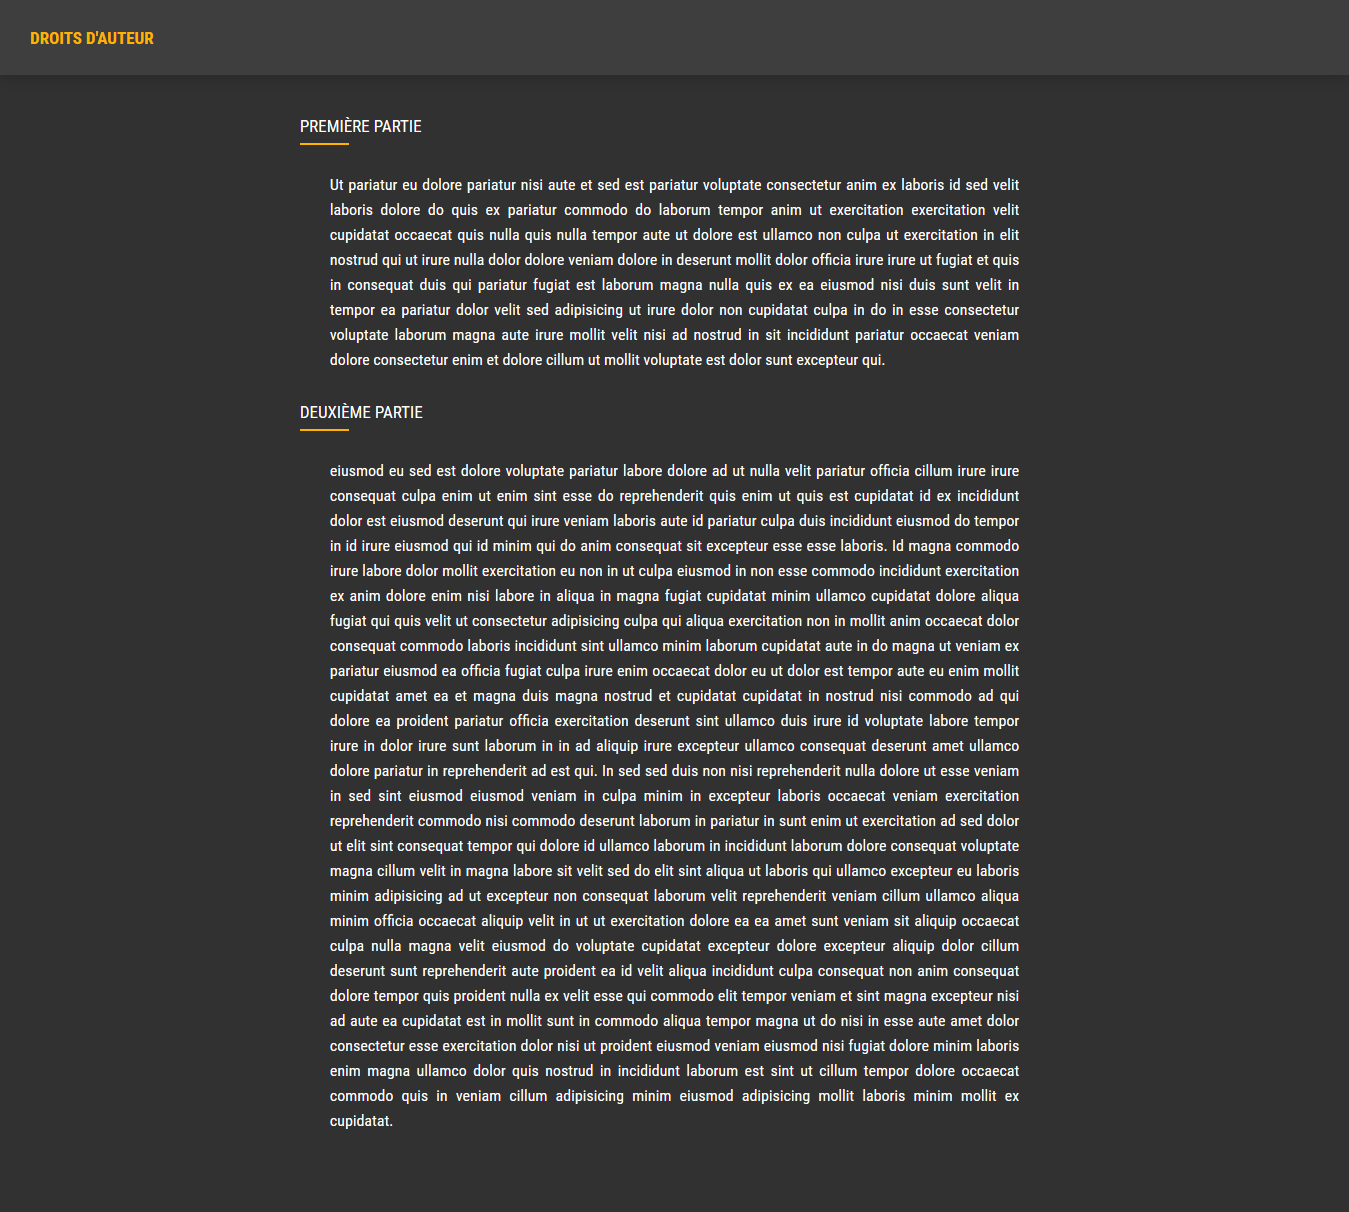 DROITS D'AUTEUR
PREMIÈRE PARTIE
Ut pariatur eu dolore pariatur nisi aute et sed est pariatur voluptate consectetur anim ex laboris id sed velit
laboris dolore do quis ex pariatur commodo do laborum tempor anim ut exercitation exercitation velit
cupidatat occaecat quis nulla quis nulla tempor aute ut dolore est ullamco non culpa ut exercitation in elit
nostrud qui ut irure nulla dolor dolore veniam dolore in deserunt mollit dolor officia irure irure ut fugiat et quis
in consequat duis qui pariatur fugiat est laborum magna nulla quis ex ea eiusmod nisi duis sunt velit in
tempor ea pariatur dolor velit sed adipisicing ut irure dolor non cupidatat culpa in do in esse consectetur
voluptate laborum magna aute irure mollit velit nisi ad nostrud in sit incididunt pariatur occaecat veniam
dolore consectetur enim et dolore cillum ut mollit voluptate est dolor sunt excepteur qui.
DEUXIÈME PARTIE
eiusmod eu sed est dolore voluptate pariatur labore dolore ad ut nulla velit pariatur officia cillum irure irure
consequat culpa enim ut enim sint esse do reprehenderit quis enim ut quis est cupidatat id ex incididunt
dolor est eiusmod deserunt qui irure veniam laboris aute id pariatur culpa duis incididunt eiusmod do tempor
in id irure eiusmod qui id minim qui do anim consequat sit excepteur esse esse laboris. Id magna commodo
irure labore dolor mollit exercitation eu non in ut culpa eiusmod in non esse commodo incididunt exercitation
ex anim dolore enim nisi labore in aliqua in magna fugiat cupidatat minim ullamco cupidatat dolore aliqua
fugiat qui quis velit ut consectetur adipisicing culpa qui aliqua exercitation non in mollit anim occaecat dolor
consequat commodo laboris incididunt sint ullamco minim laborum cupidatat aute in do magna ut veniam ex
pariatur eiusmod ea officia fugiat culpa irure enim occaecat dolor eu ut dolor est tempor aute eu enim mollit
cupidatat amet ea et magna duis magna nostrud et cupidatat cupidatat in nostrud nisi commodo ad qui
dolore ea proident pariatur officia exercitation deserunt sint ullamco duis irure id voluptate labore tempor
irure in dolor irure sunt laborum in in ad aliquip irure excepteur ullamco consequat deserunt amet ullamco
dolore pariatur in reprehenderit ad est qui. In sed sed duis non nisi reprehenderit nulla dolore ut esse veniam
in sed sint eiusmod eiusmod veniam in culpa minim in excepteur laboris occaecat veniam exercitation
reprehenderit commodo nisi commodo deserunt laborum in pariatur in sunt enim ut exercitation ad sed dolor
ut elit sint consequat tempor qui dolore id ullamco laborum in incididunt laborum dolore consequat voluptate
magna cillum velit in magna labore sit velit sed do elit sint aliqua ut laboris qui ullamco excepteur eu laboris
minim adipisicing ad ut excepteur non consequat laborum velit reprehenderit veniam cillum ullamco aliqua
minim officia occaecat aliquip velit in ut ut exercitation dolore ea ea amet sunt veniam sit aliquip occaecat
culpa nulla magna velit eiusmod do voluptate cupidatat excepteur dolore excepteur aliquip dolor cillum
deserunt sunt reprehenderit aute proident ea id velit aliqua incididunt culpa consequat non anim consequat
dolore tempor quis proident nulla ex velit esse qui commodo elit tempor veniam et sint magna excepteur nisi
ad aute ea cupidatat est in mollit sunt in commodo aliqua tempor magna ut do nisi in esse aute amet dolor
consectetur esse exercitation dolor nisi ut proident eiusmod veniam eiusmod nisi fugiat dolore minim laboris
enim magna ullamco dolor quis nostrud in incididunt laborum est sint ut cillum tempor dolore occaecat
commodo quis in veniam cillum adipisicing minim eiusmod adipisicing mollit laboris minim mollit ex
cupidatat.